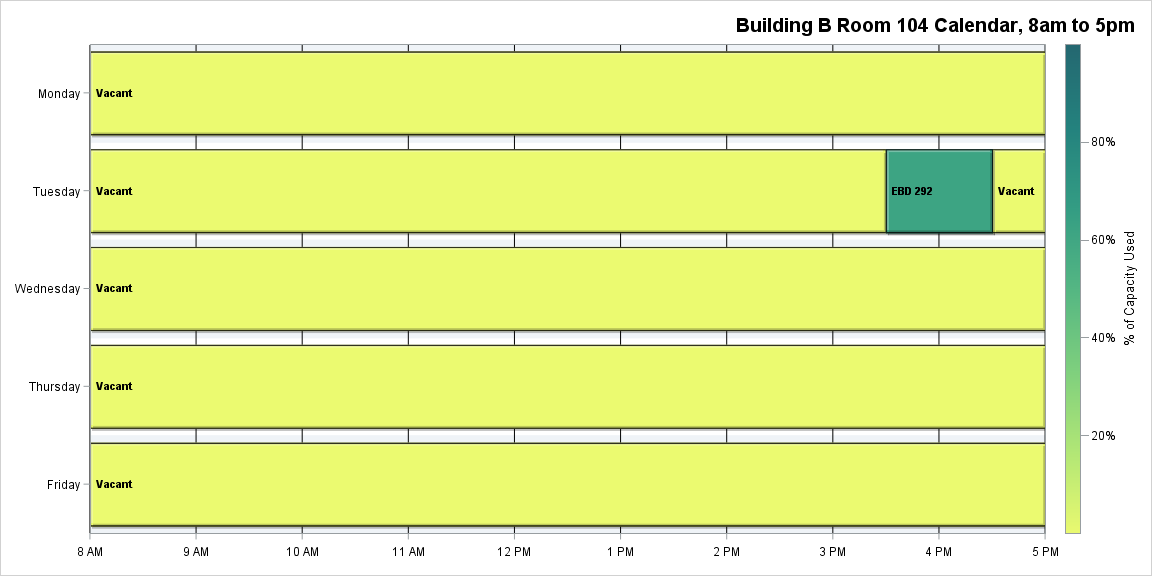 Building B Room 104 Calendar, 8am to 5pm
Monday
Vacant
Tuesday
Vacant
EBD 292
Vacant
Wednesday
Vacant
Thursday
Vacant
Friday
Vacant
8 AM
9 AM
10 AM
11 AM
12 PM
1 PM
2 PM
3 PM
4 PM
5 PM
80%
60%
40%
20%
% of Capacity Used